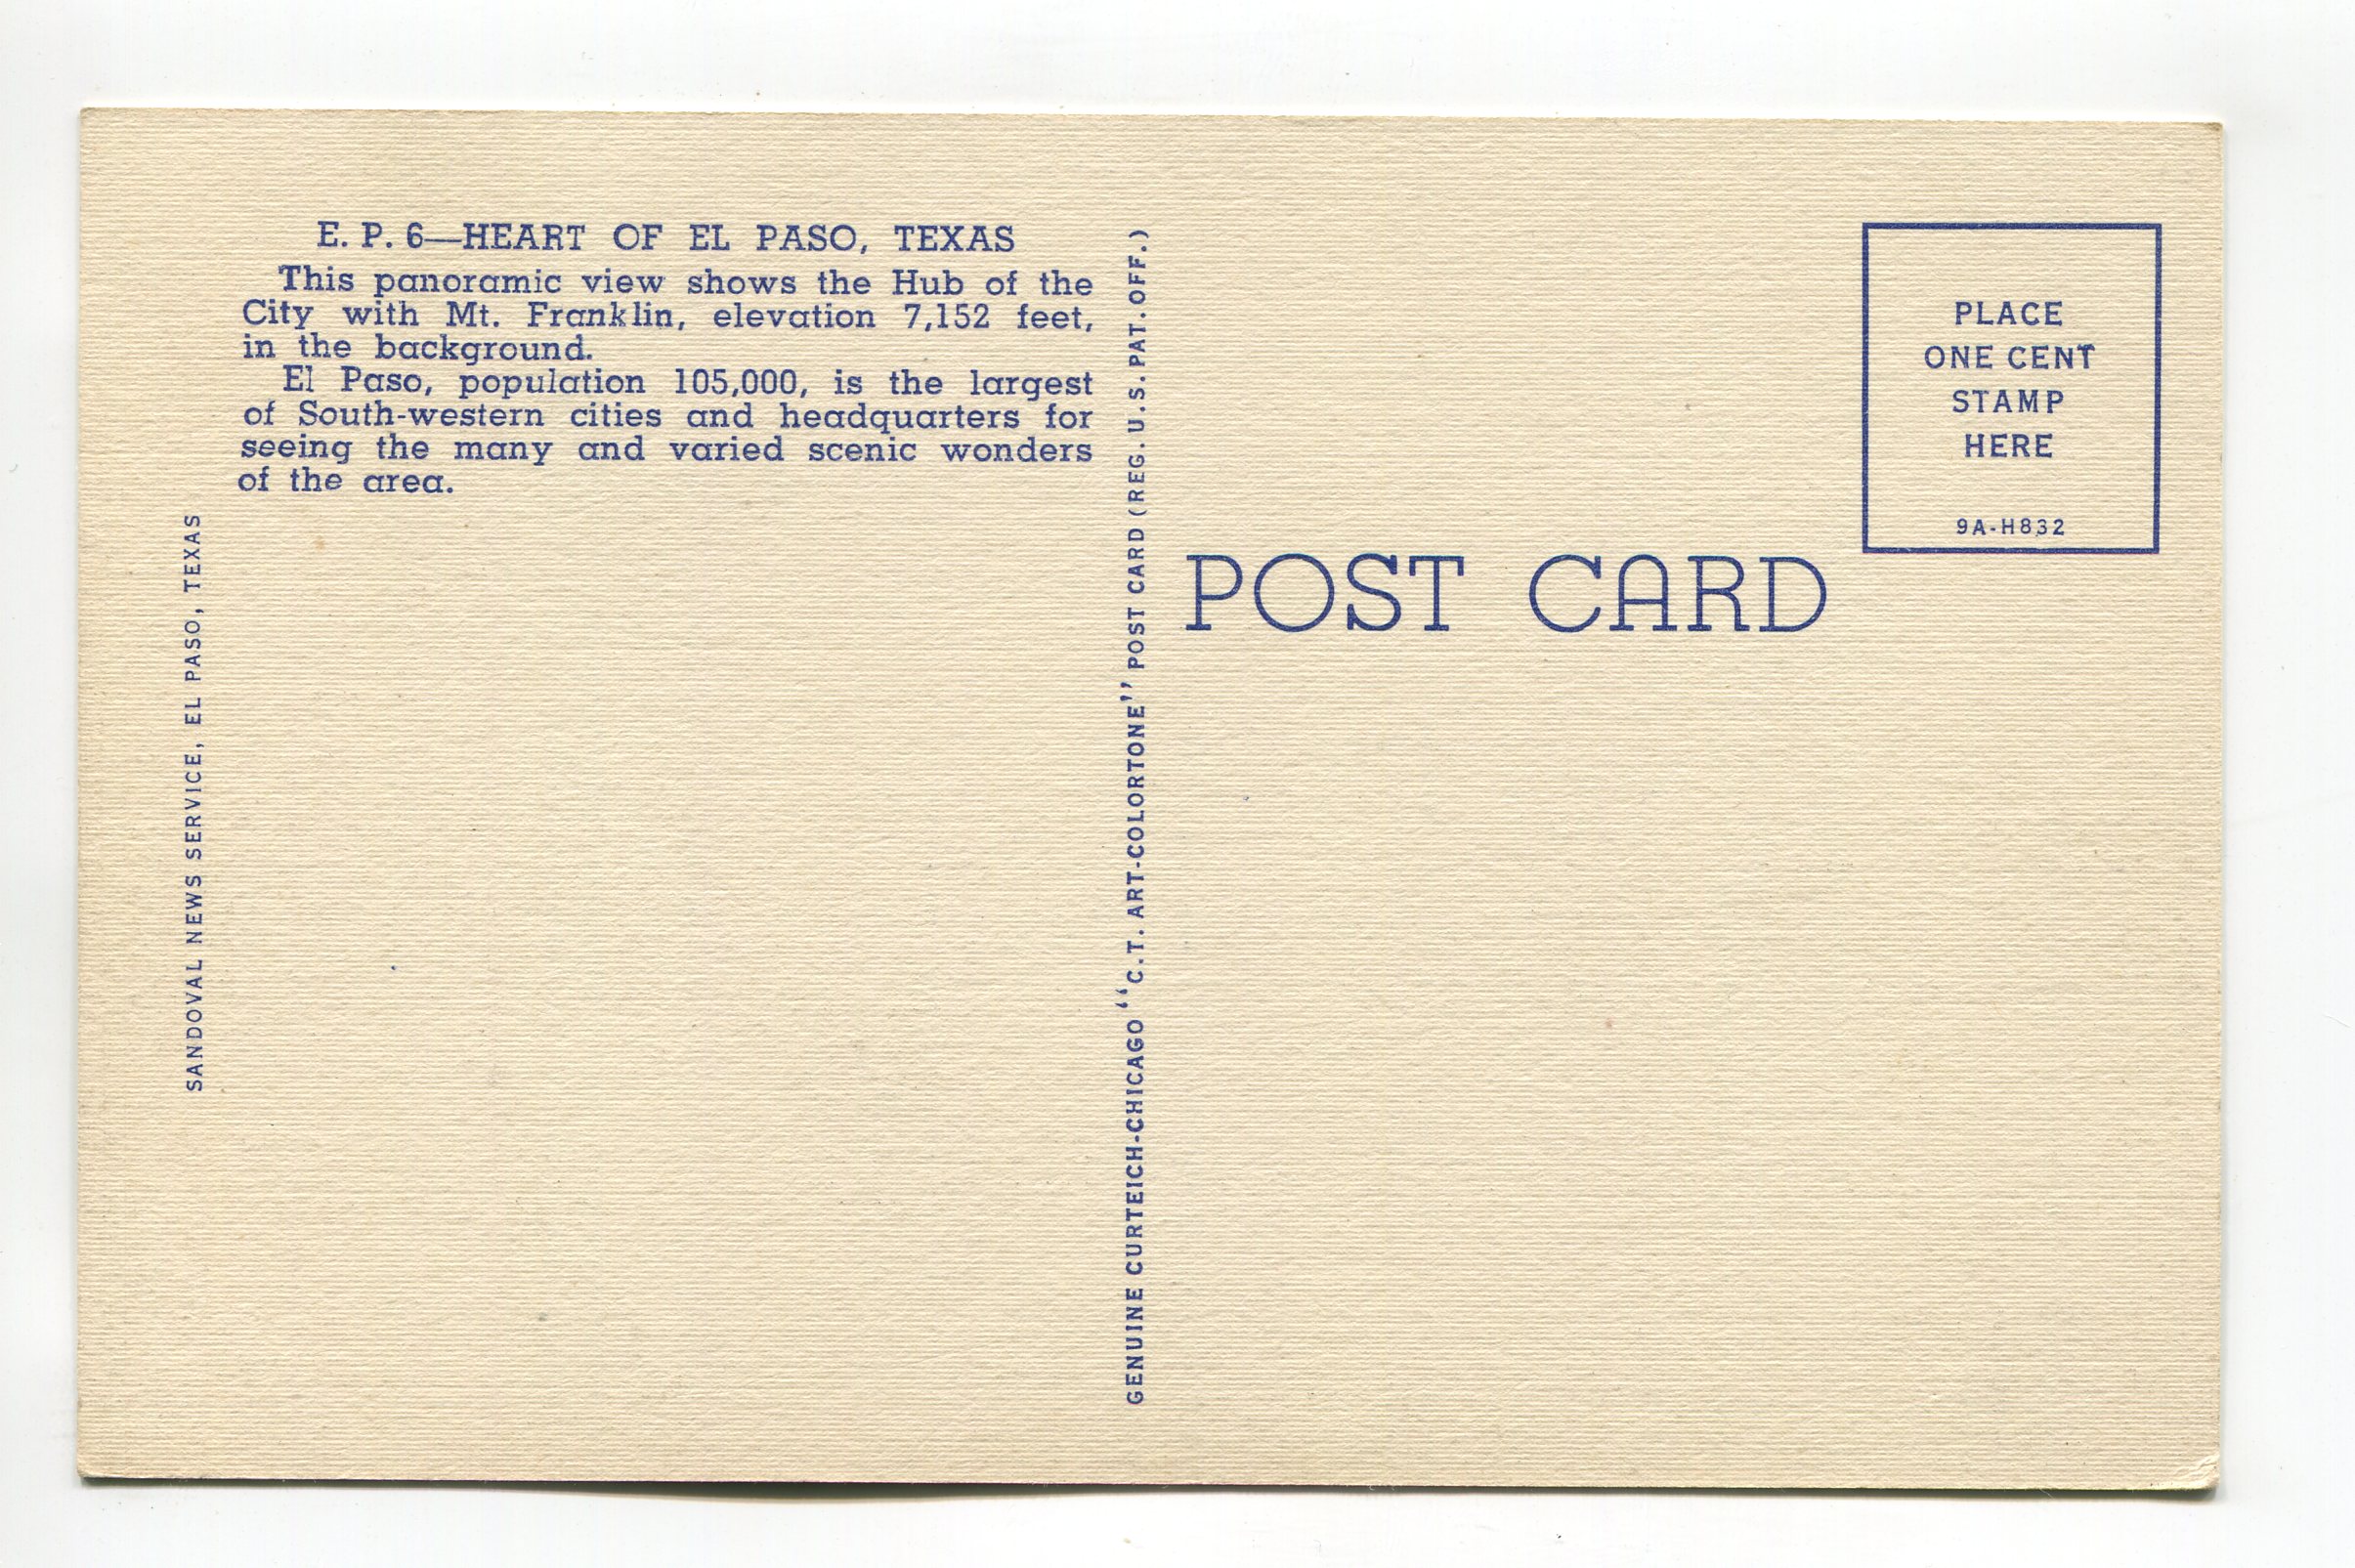 E. P. 6—HEART OF EL PASO, TEXAS
This panoramic view shows the Hub of the
City with Mt. Franklin, elevation 7,152 feet,
in the background.
El Paso, population 105,000, is the largest
of South-western cities and headquarters for
seeing the many and varied scenic wonders
of the area.
SANDOVAL NEWS SERVICE, EL PASO, TEXAS
GENUINE CURTEICH-CHICAGO "C.T. ART-COLORTONE" POST CARD (REG. U.S. PAT. OFF.)
POST CARD
PLACE
ONE CENT
STAMP
HERE
9A-H832